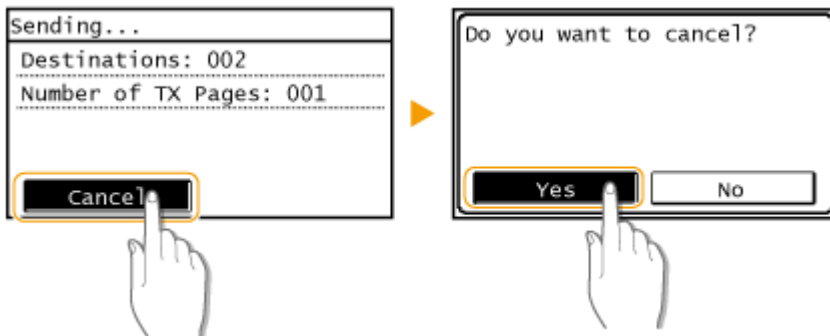 Sending...
Destinations: 002
Number of TX Pages: 001
Cancel
Do you want to cancel?
Yes
No